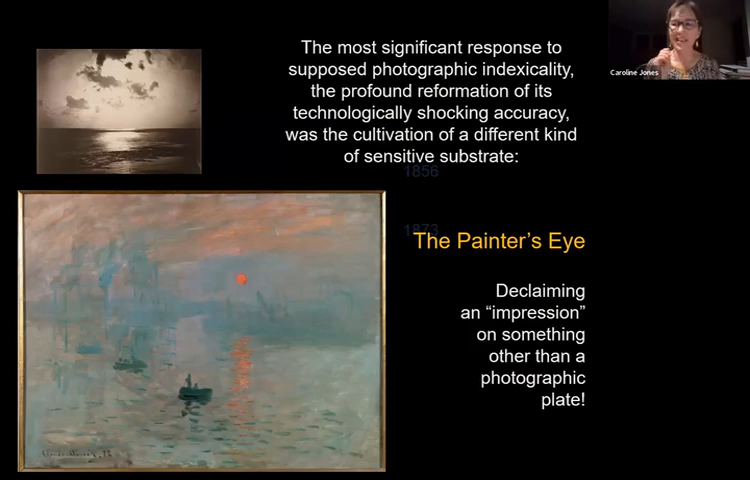 The most significant response to
supposed photographic indexicality,
the profound reformation of its
technologically shocking accuracy,
was the cultivation of a different kind
of sensitive substrate:
1856
1873
The Painter's Eye
Declaiming
an “impression”
on something
other than a
photographic
plate!
Caroline Jones